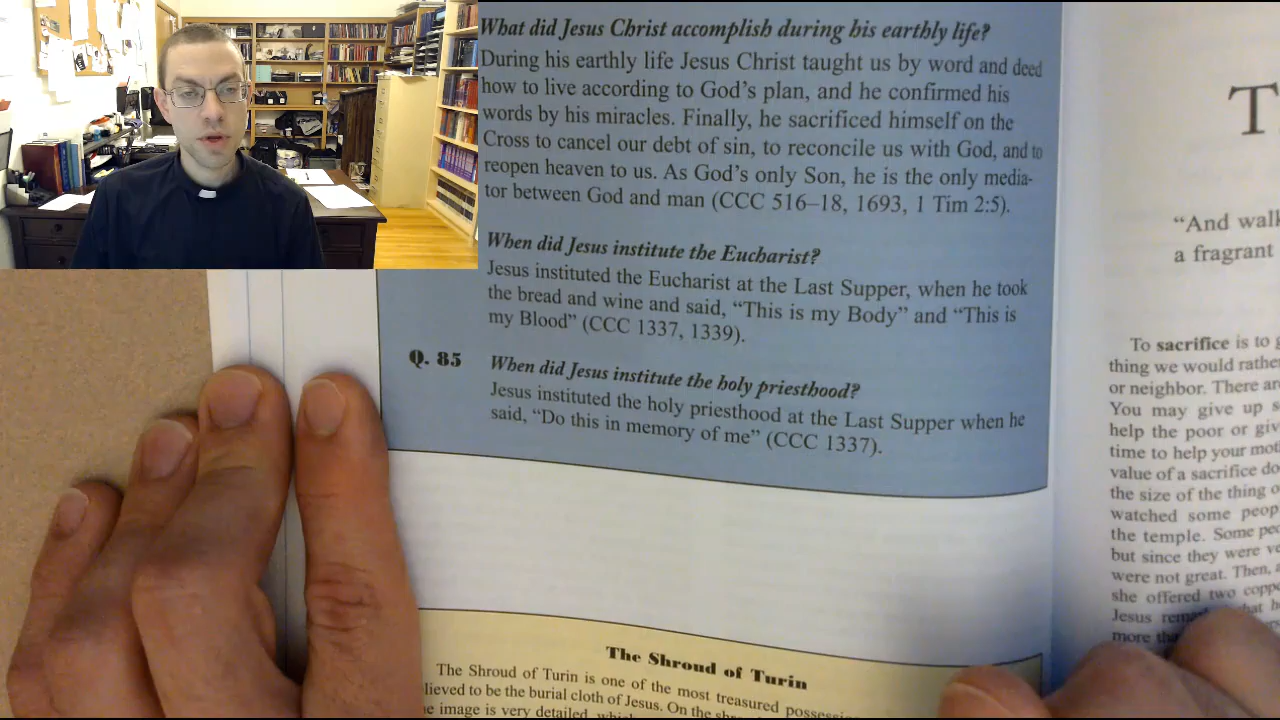 What did Jesus Christ accomplish during his earthly life?
During his earthly life Jesus Christ taught us by word and deed
how to live according to God's plan, and he confirmed his
words by his miracles. Finally, he sacrificed himself on the
Cross to cancel our debt of sin, to reconcile us with God, and to
reopen heaven to us. As God's only Son, he is the only media-
tor between God and man (CCC 516–18, 1693, 1 Tim 2:5).
When did Jesus institute the Eucharist?
Jesus instituted the Eucharist at the Last Supper, when he took
the bread and wine and said, "This is my Body" and "This is
my Blood" (CCC 1337, 1339).
Q. 85 When did Jesus institute the holy priesthood?
Jesus instituted the holy priesthood at the Last Supper when he
said, "Do this in memory of me" (CCC 1337).
The Shroud of Turin
The Shroud of Turin is one of the most treasured
to be the burial cloth of Jesus. On the
image is very detailed,
T
"And
a fragrant
To sacrifice is to
thing we would rather
or neighbor. There
You may give up
help the poor or
time to help your
value of a sacrifice
the size of the thing
watched some
the temple. Some
but since they were
were not great. Then,
she offered two
Jesus
more